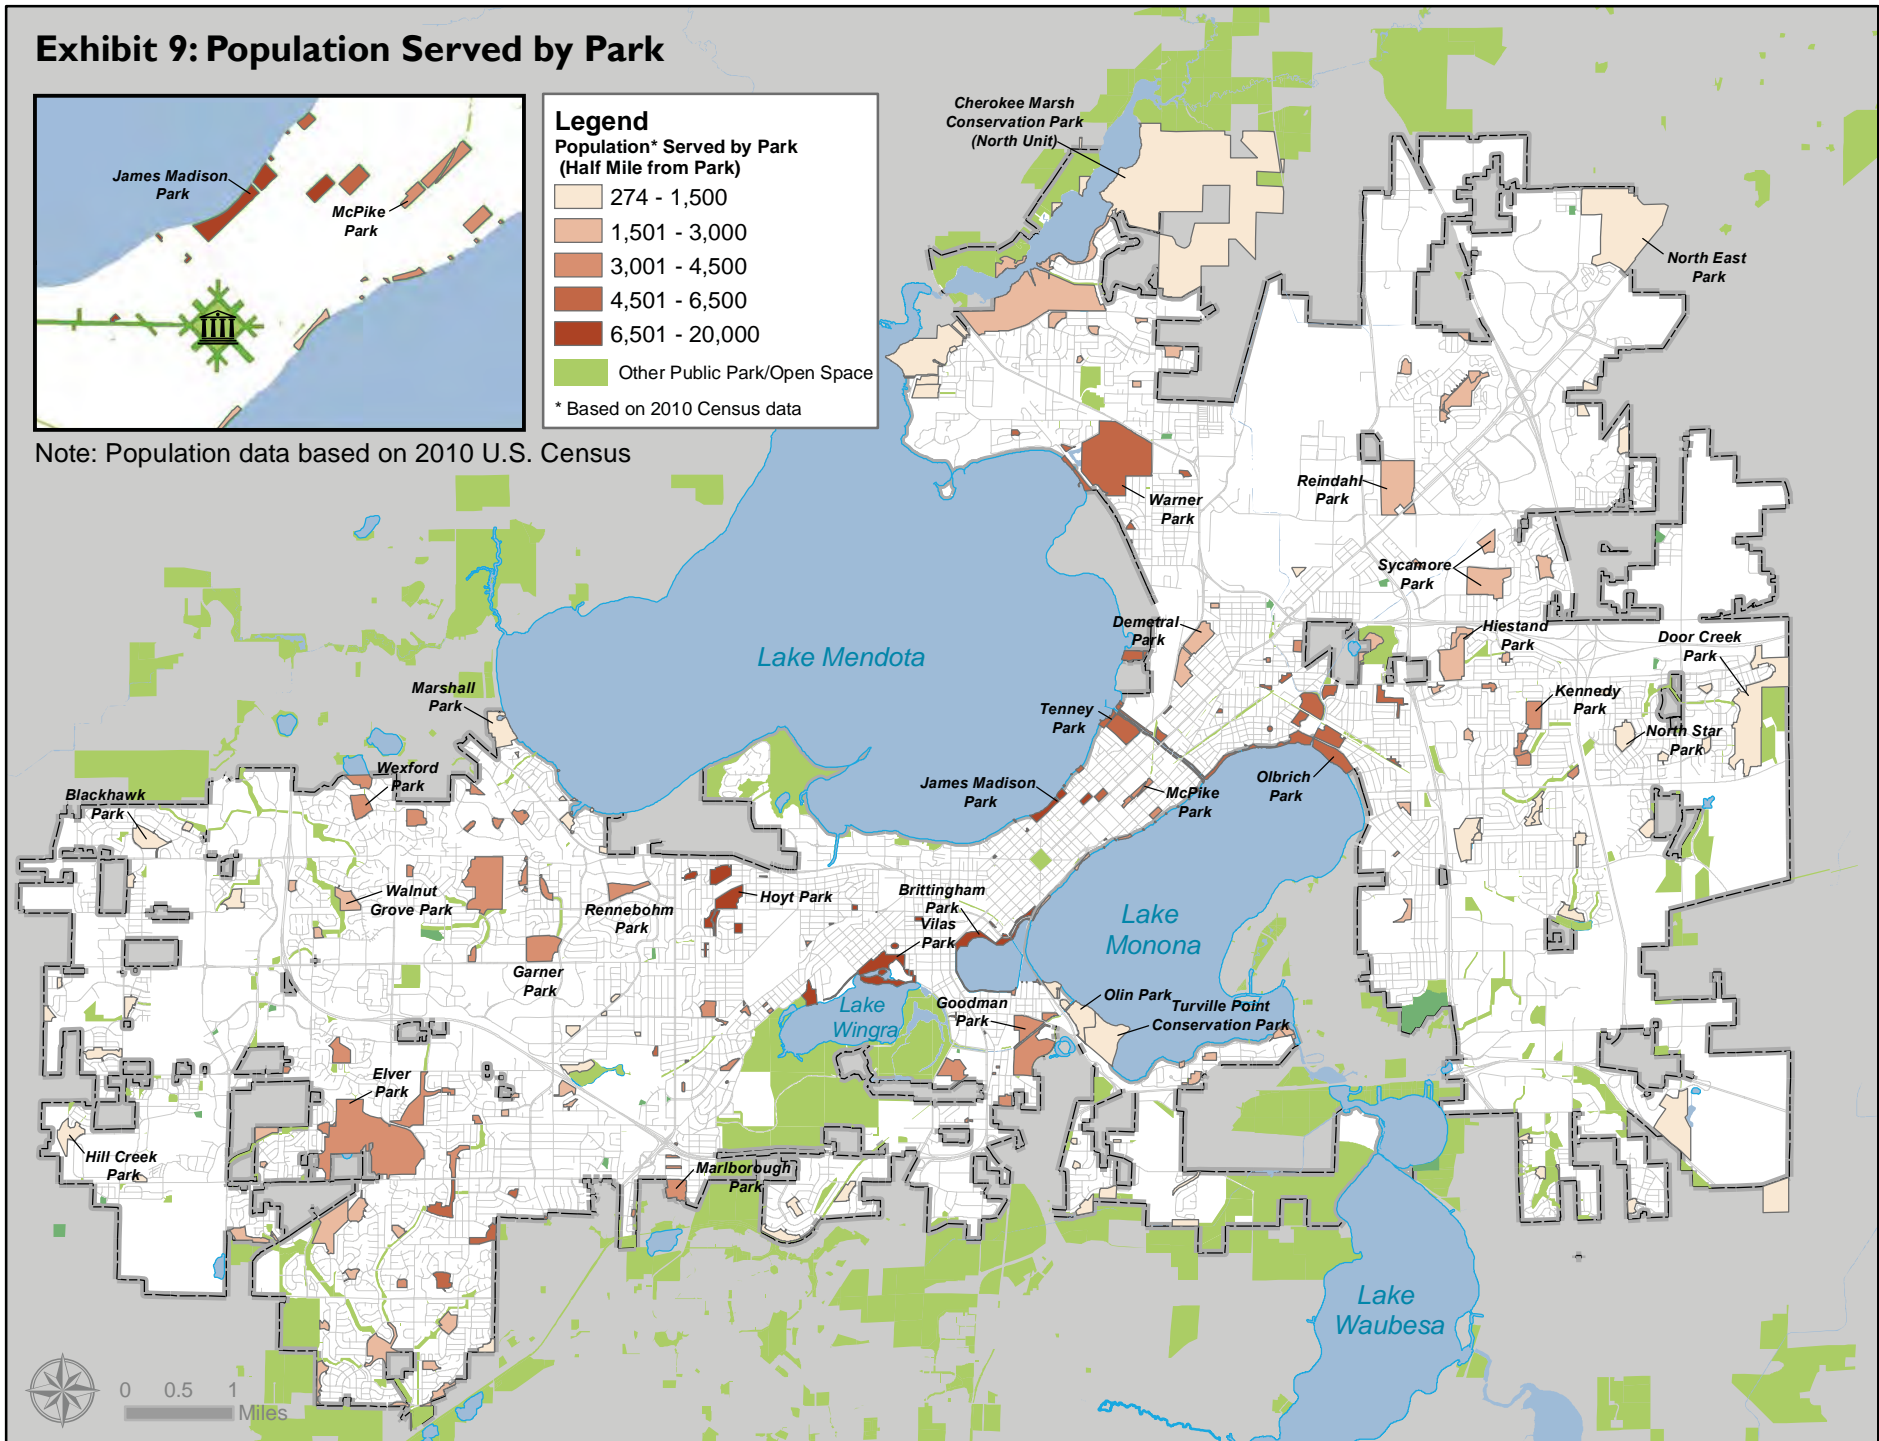 Exhibit 9: Population Served by Park
James Madison
Park
McPike
Park
Legend
Population* Served by Park
(Half Mile from Park)
274 - 1,500
1,501 - 3,000
3,001 - 4,500
4,501 - 6,500
6,501 - 20,000
Other Public Park/Open Space
* Based on 2010 Census data
Note: Population data based on 2010 U.S. Census
Cherokee Marsh
Conservation Park
(North Unit)
North East
Park
Warner
Park
Reindahl
Park
Sycamore
Park
Demetral
Park
Hiestand
Park
Door Creek
Park
Lake Mendota
Marshall
Park
Tenney
Park
Kennedy
Park
North Star
Park
Wexford
Park
Blackhawk
Park
James Madison
Park
McPike
Park
Olbrich
Park
Walnut
Grove Park
Rennebohm
Park
Hoyt Park
Brittingham
Park
Vilas
Park
Lake
Monona
Garner
Park
Lake
Wingra
Goodman
Park
Olin Park
Turville Point
Conservation Park
Elver
Park
Hill Creek
Park
Marlborough
Park
Lake
Waubesa
0 0.5 1
Miles